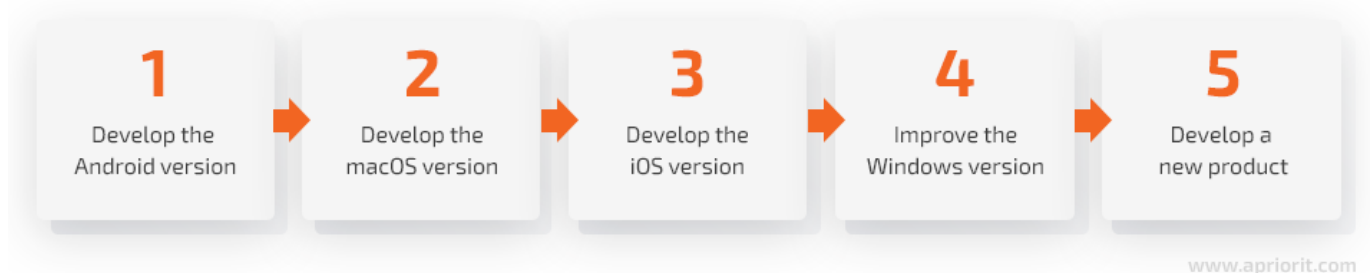 1
Develop the
Android version
2
Develop the
macOS version
3
Develop the
iOS version
4
Improve the
Windows version
5
Develop a
new product
www.apriorit.com